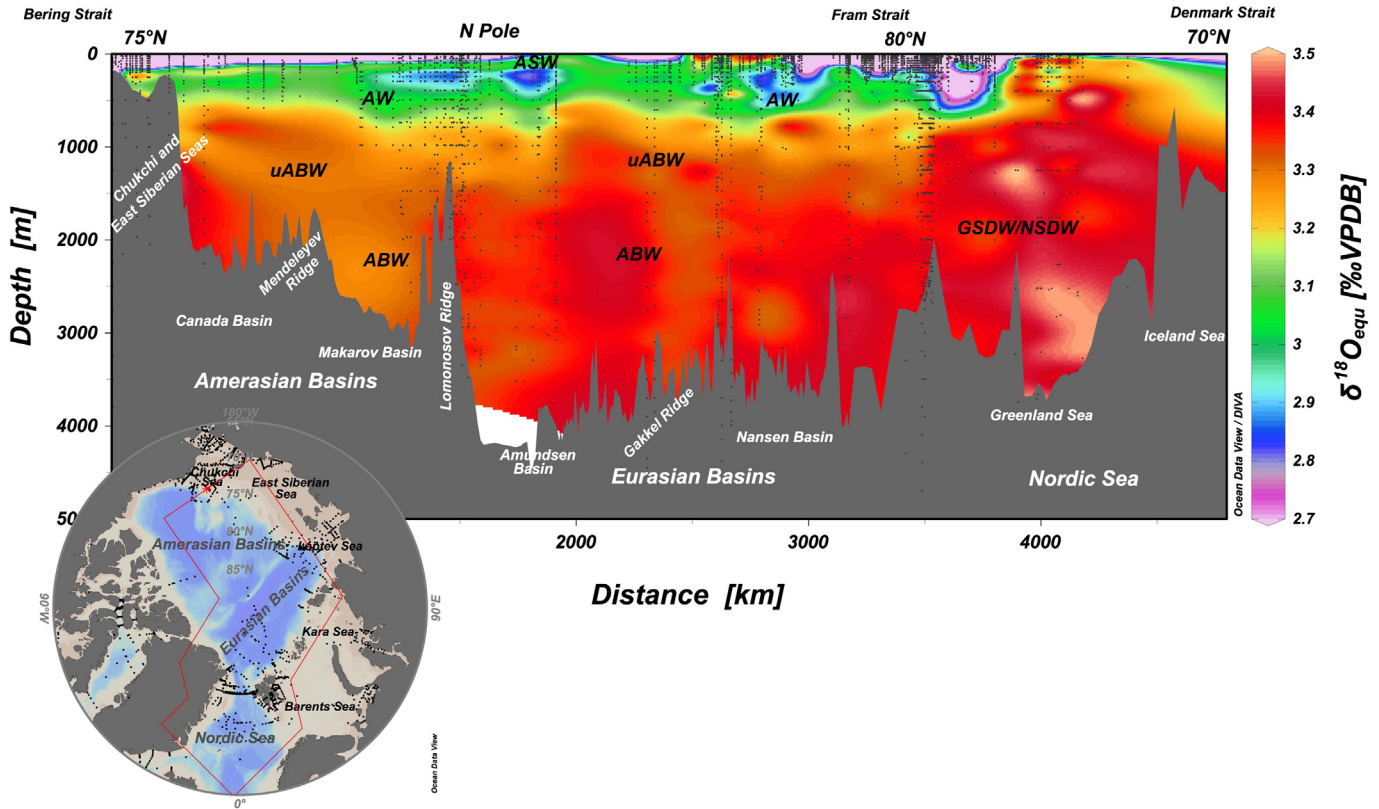 Bering Strait
Fram Strait
Denmark Strait
75°N
N Pole
80°N
70°N
0
1000
2000
3000
4000
50
Depth [m]
ASW
AW
AW
uABW
uABW
ABW
ABW
GSDW/NSDW
Chukchi and
East Siberian Seas
Mendeleyev
Ridge
Canada Basin
Makarov Basin
Lomonosov Ridge
Amerasian Basins
Amundsen
Basin
Gakkel Ridge
Nansen Basin
Eurasian Basins
Greenland Sea
Iceland Sea
Nordic Sea
Ocean Data View / DIVA
2000
3000
4000
Distance [km]
3.5
3.4
3.3
3.2
3.1
3
2.9
2.8
2.7
δ¹⁸Oequ [‰VPDB]
180°W
Chukchi
Sea
75°N
East Siberian
Sea
80°N
Amerasian Basins
Laptev Sea
85°N
Eurasian Basins
90°W
90°E
Kara Sea
Barents Sea
Nordic Sea
0°
Ocean Data View